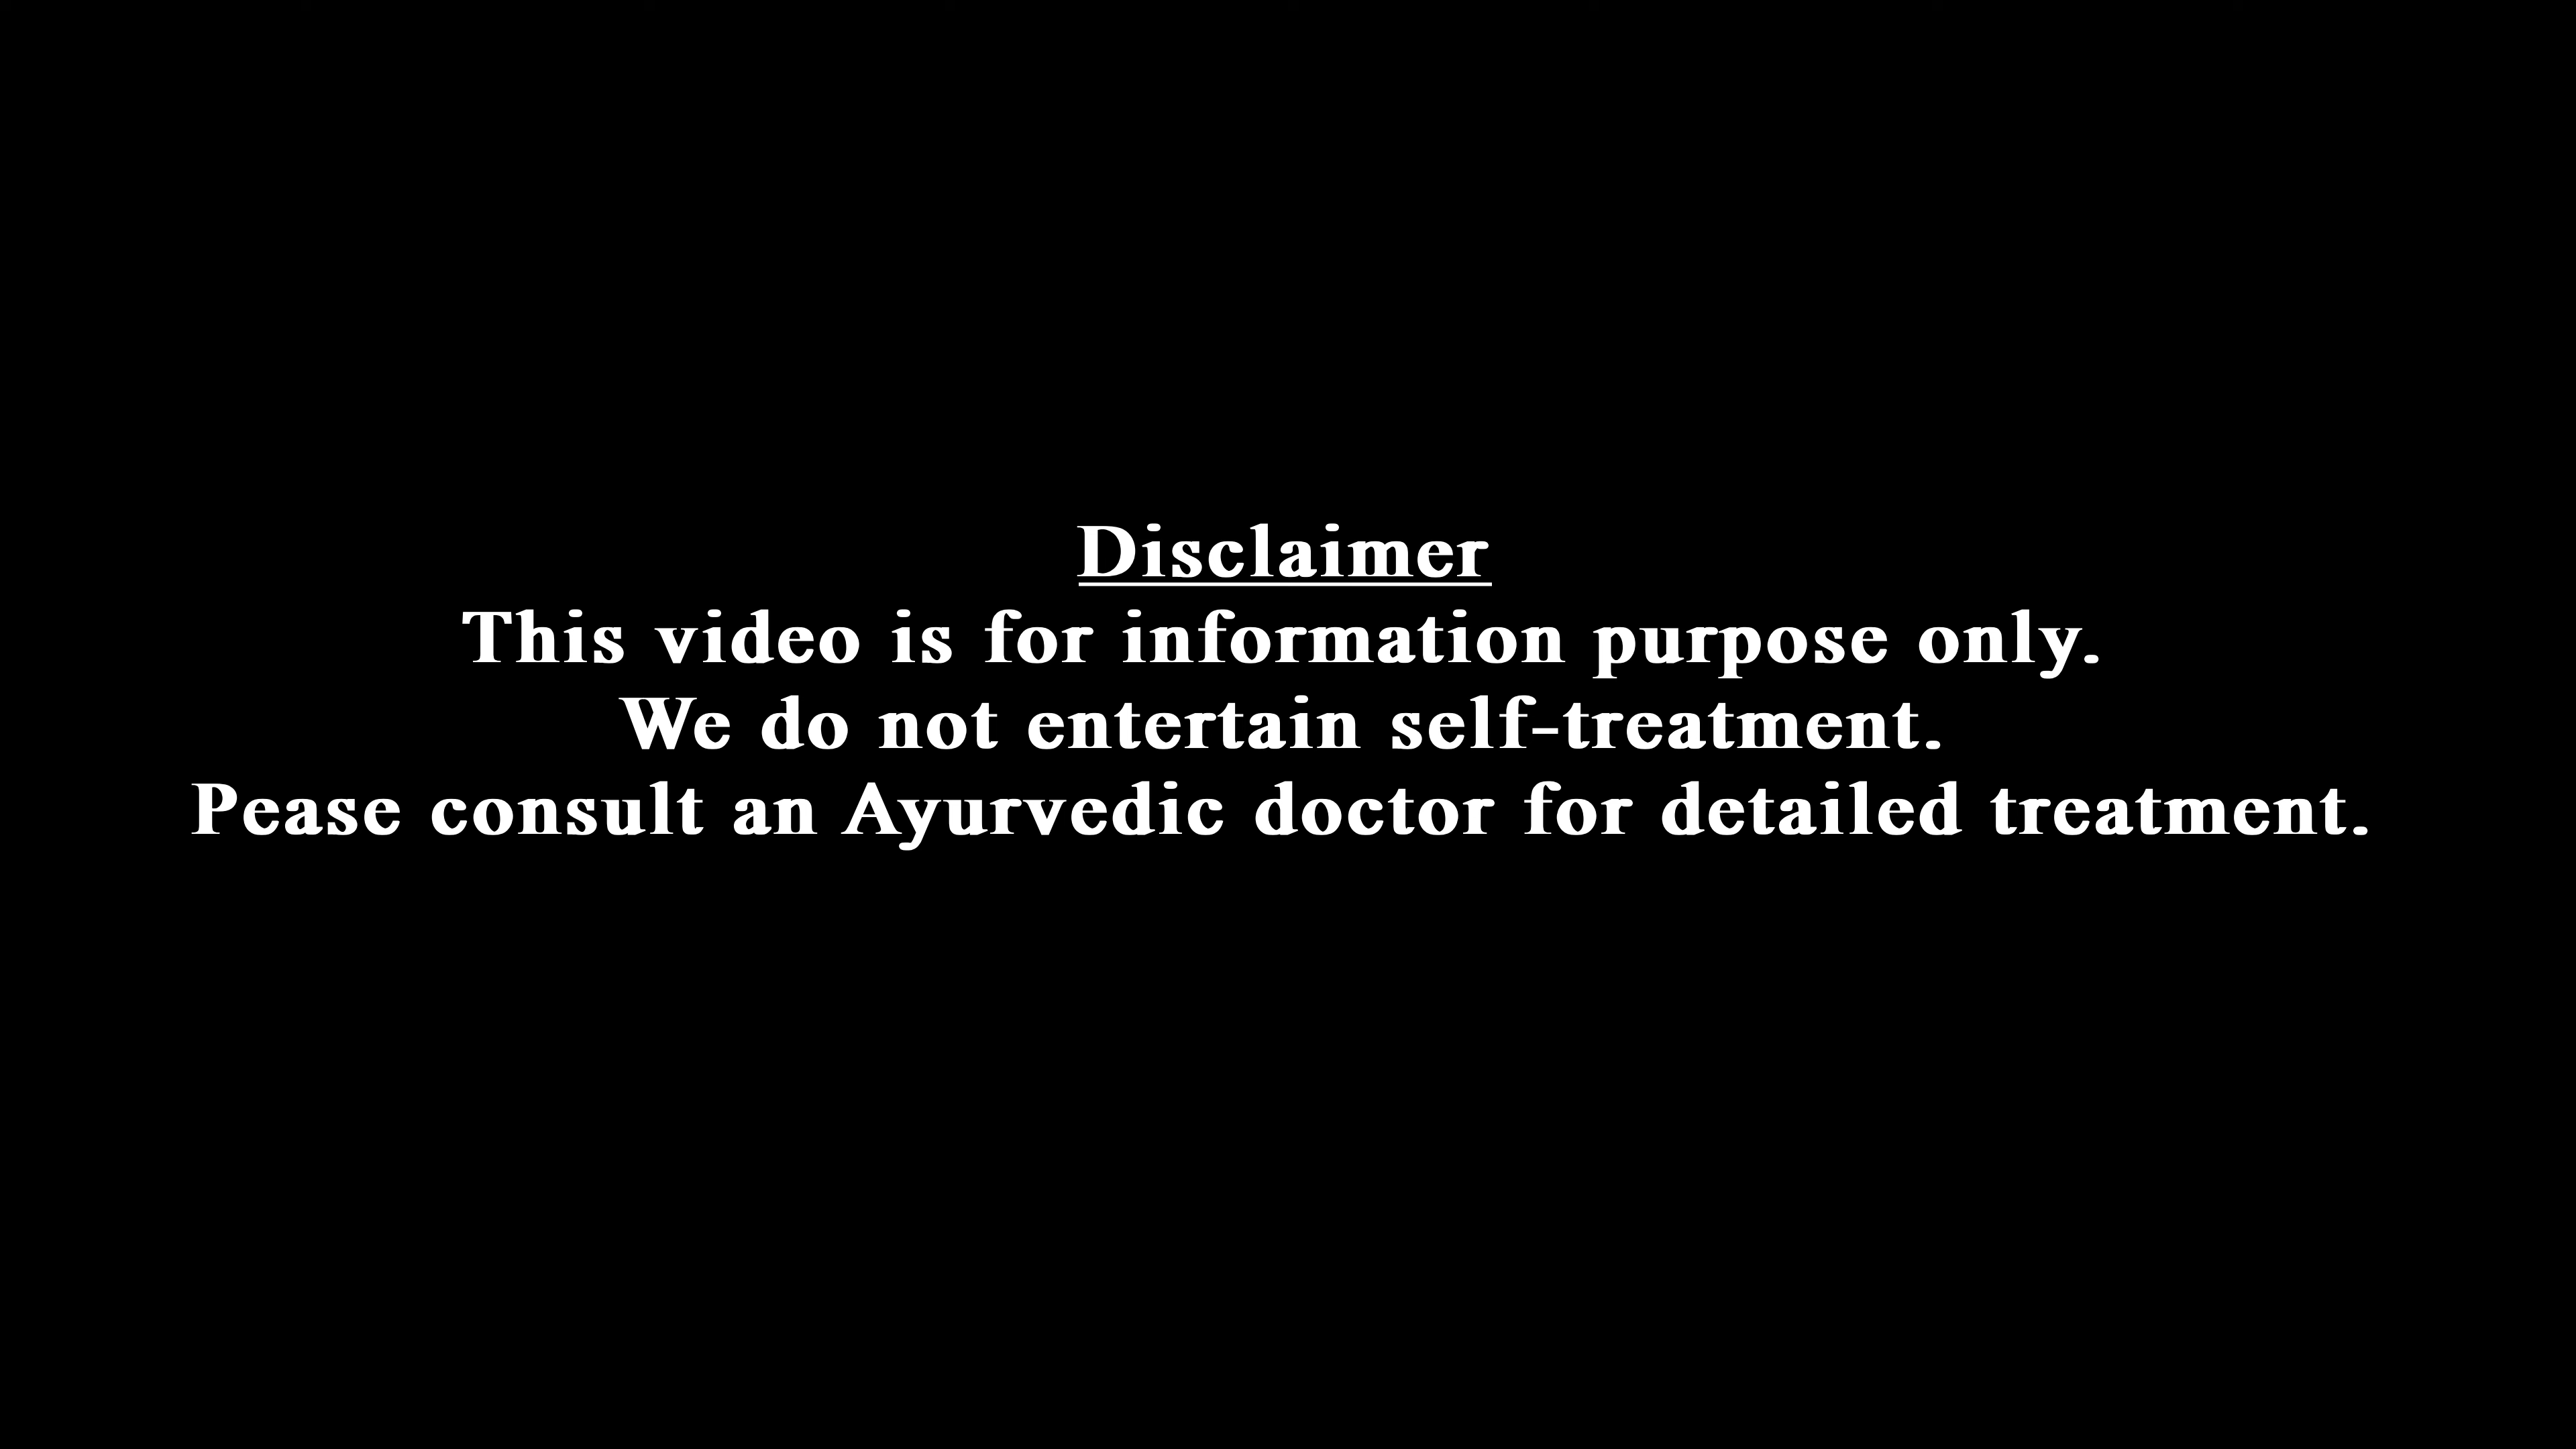 Disclaimer
This video is for information purpose only.
We do not entertain self-treatment.
Pease consult an Ayurvedic doctor for detailed treatment.